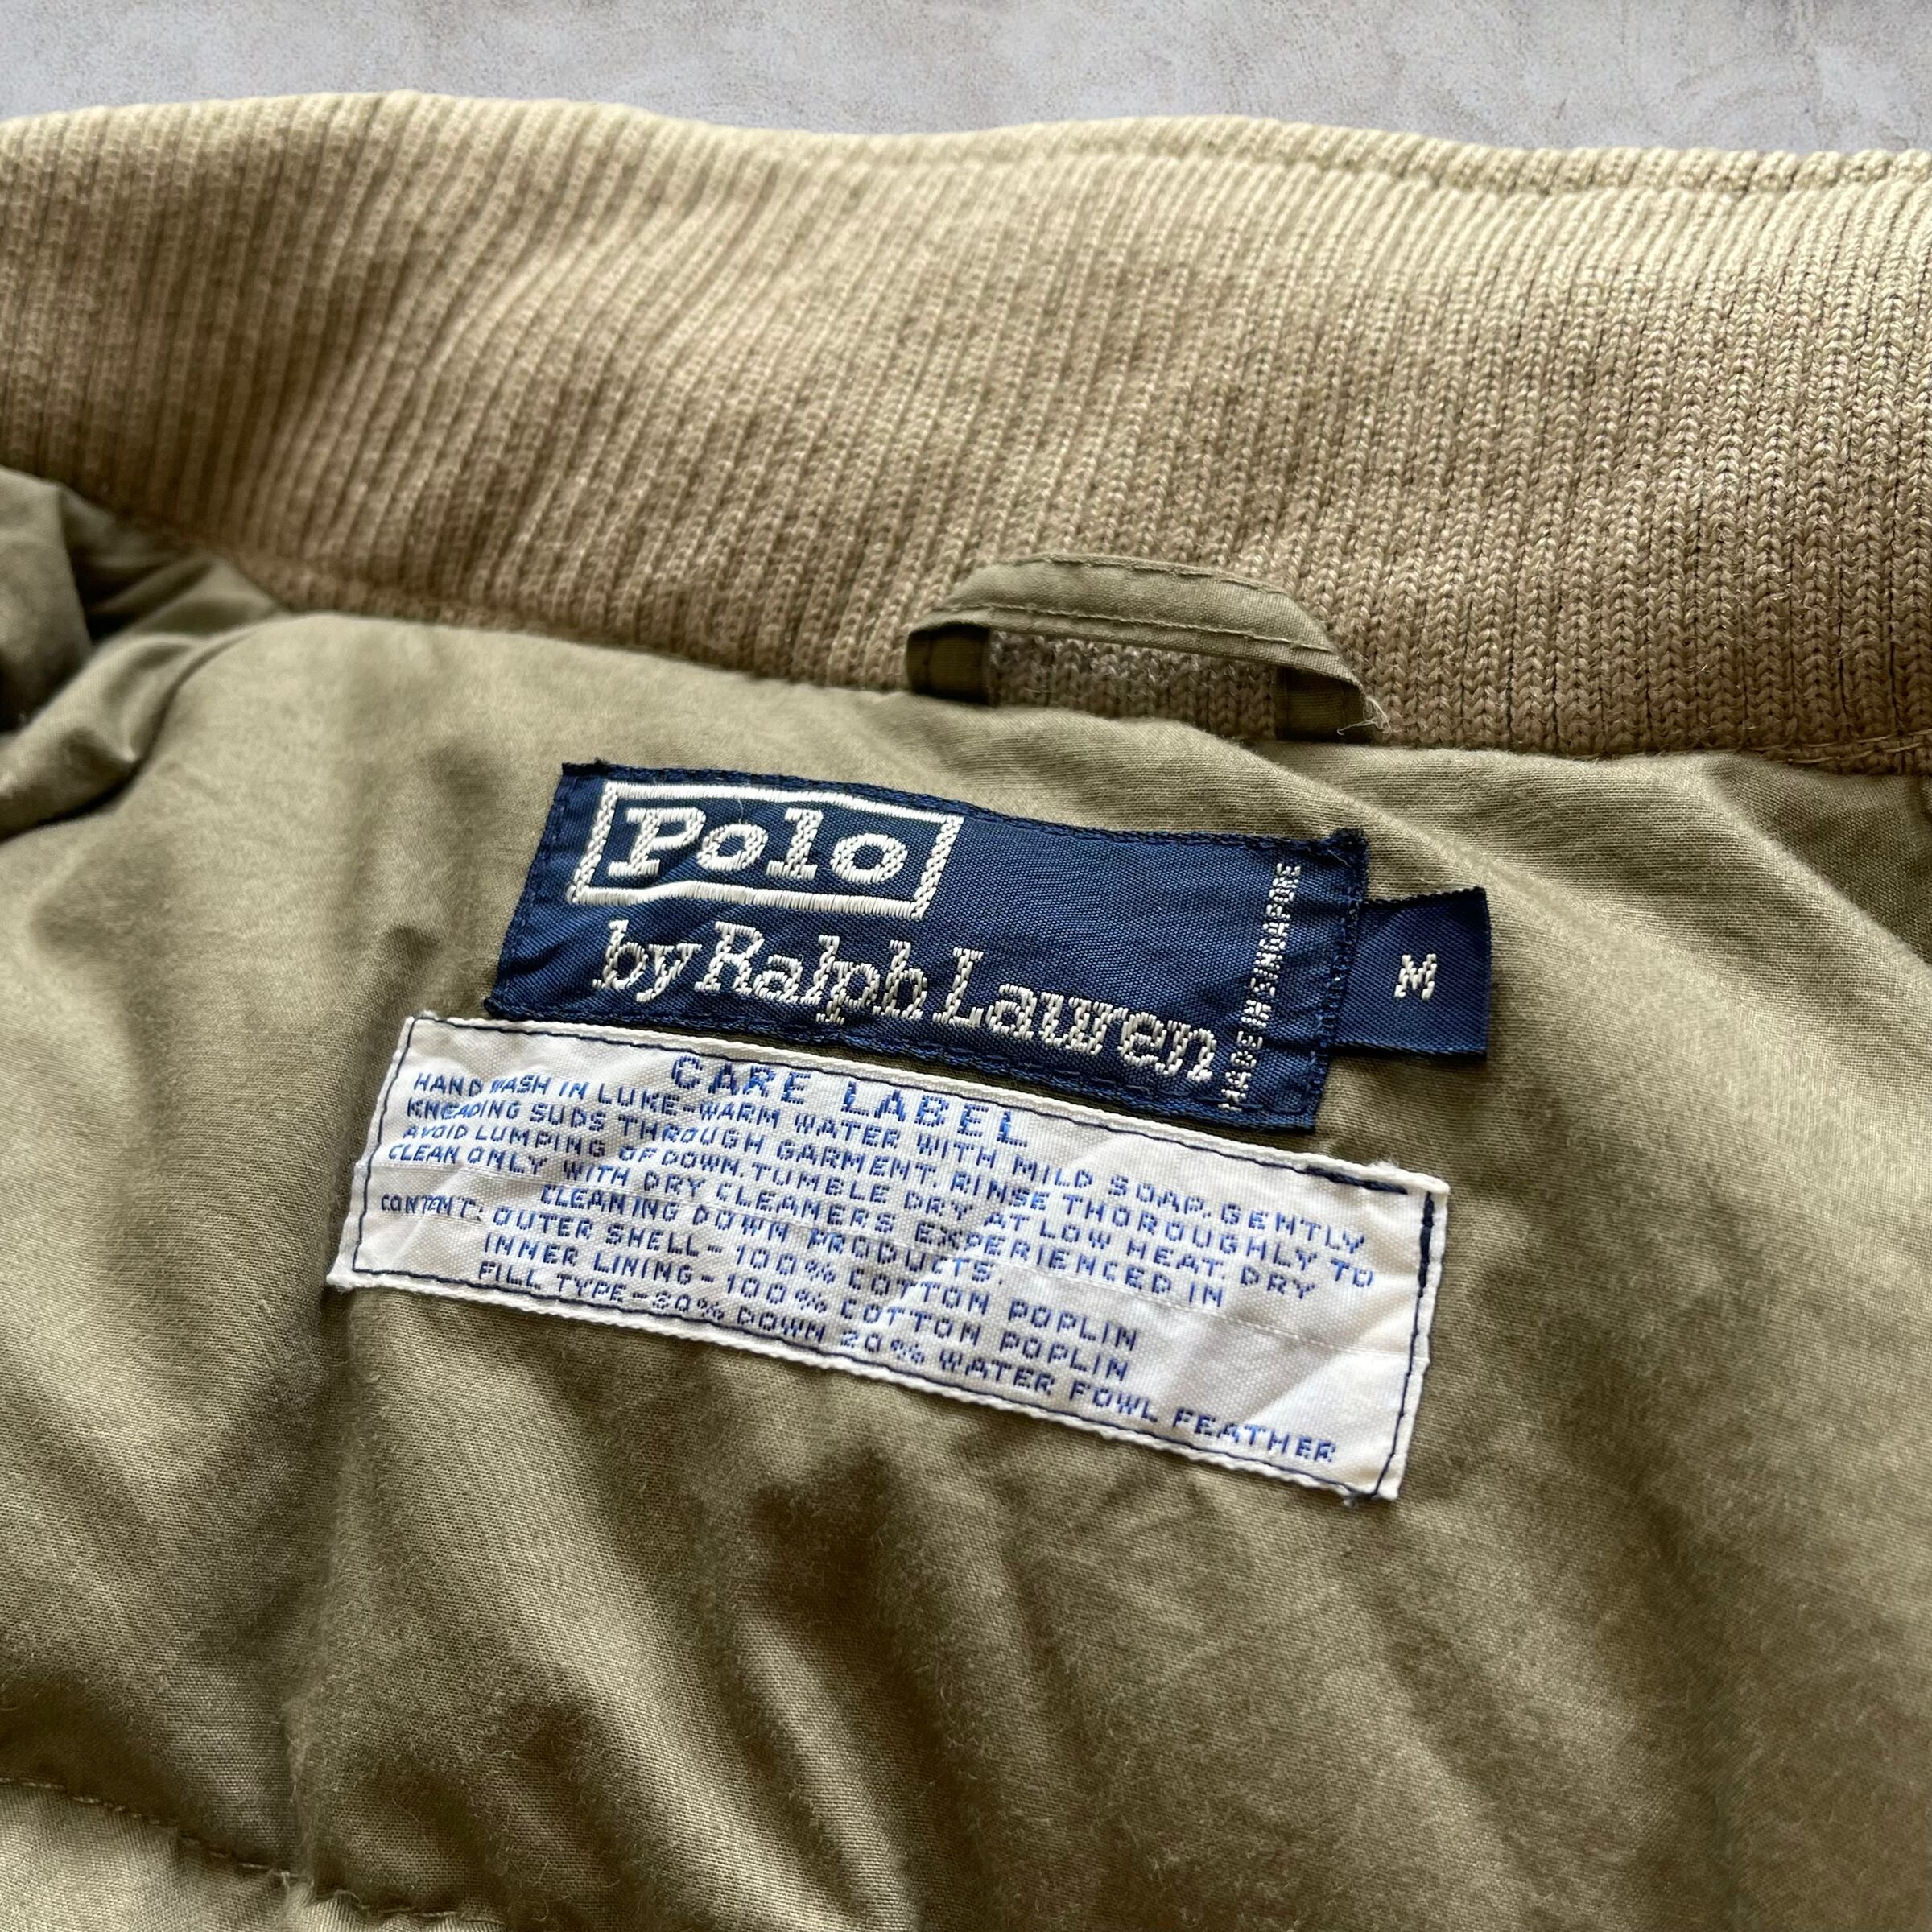 Polo
by Ralph Lauren
MADE IN SINGAPORE
M
CARE LABEL
HAND WASH IN LUKE-WARM WATER WITH MILD SOAP. GENTLY
KNEADING SUDS THROUGH GARMENT. RINSE THOROUGHLY TO
AVOID LUMPING OF DOWN. TUMBLE DRY AT LOW HEAT. DRY
CLEAN ONLY WITH DRY CLEANERS EXPERIENCED IN
CLEANING DOWN PRODUCTS.
CONTENT: OUTER SHELL-100% COTTON POPLIN
INNER LINING-100% COTTON POPLIN
FILL TYPE-80% DOWN 20% WATER FOWL FEATHER